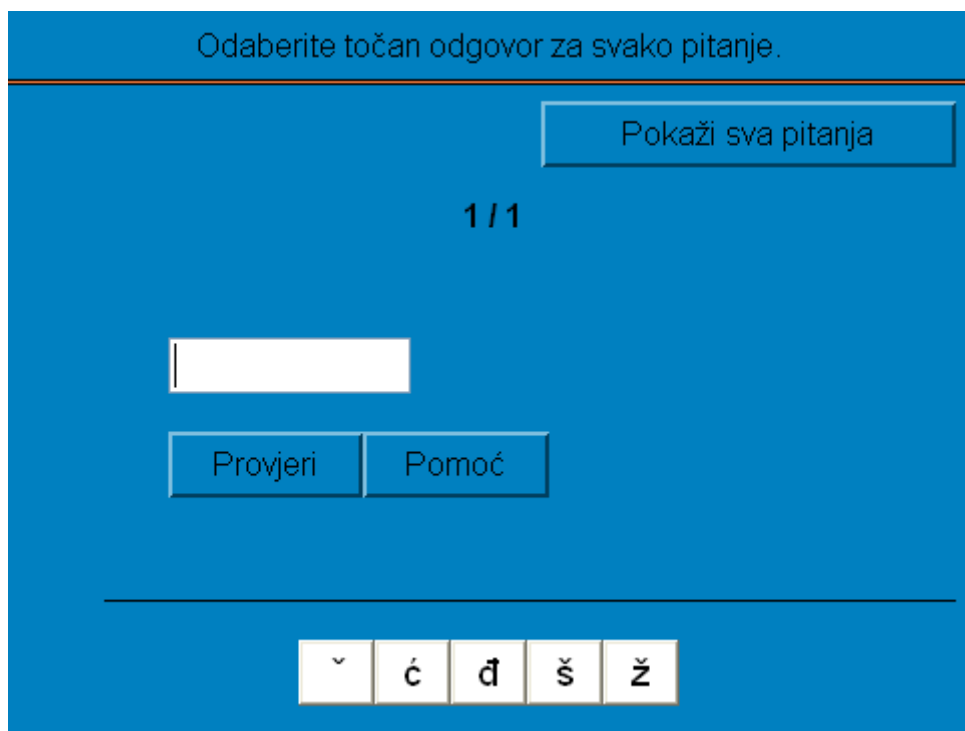 Odaberite točan odgovor za svako pitanje.
Pokaži sva pitanja
1 / 1
Provjeri Pomoć
ˇ ć đ š ž